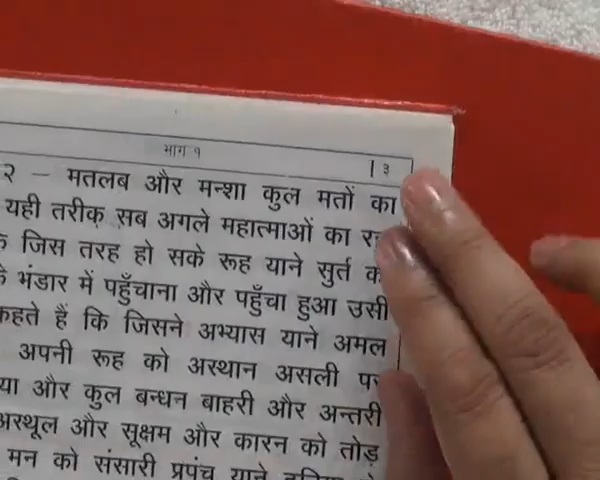 भाग १
३
२ – मतलब और मन्शा कुल मतों का
यही तरीक़ सब अगले महात्माओं का
जिस तरह हो सके रूह याने सुर्त
भंडार में पहुँचाना और पहुँचा हुआ उसी
कहते हैं कि जिसने अभ्यास याने अमल
अपनी रूह को अस्थान असली
और कुल बन्धन बाहरी और अन्तरी
अस्थूल और सूक्षम और कारन को तोड़
मन को संसारी प्रपंच याने